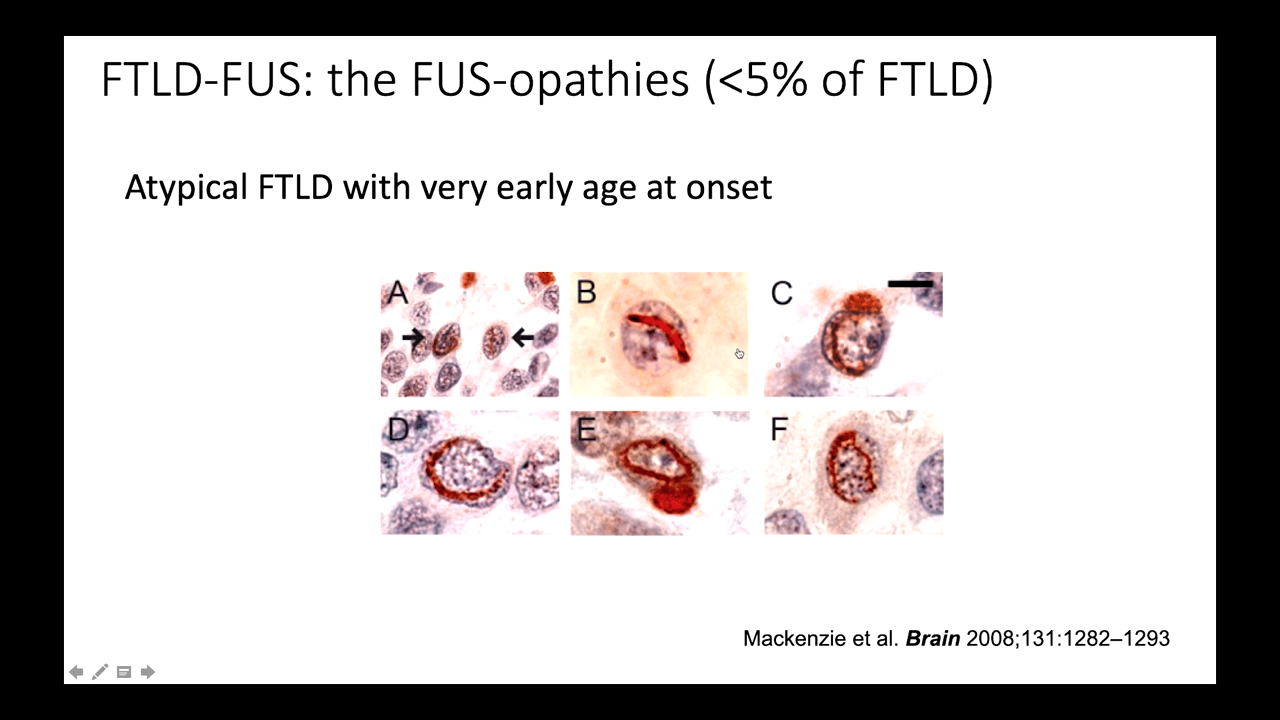 FTLD-FUS: the FUS-opathies (<5% of FTLD)
Atypical FTLD with very early age at onset
A
B
C
D
E
F
Mackenzie et al. Brain 2008;131:1282–1293